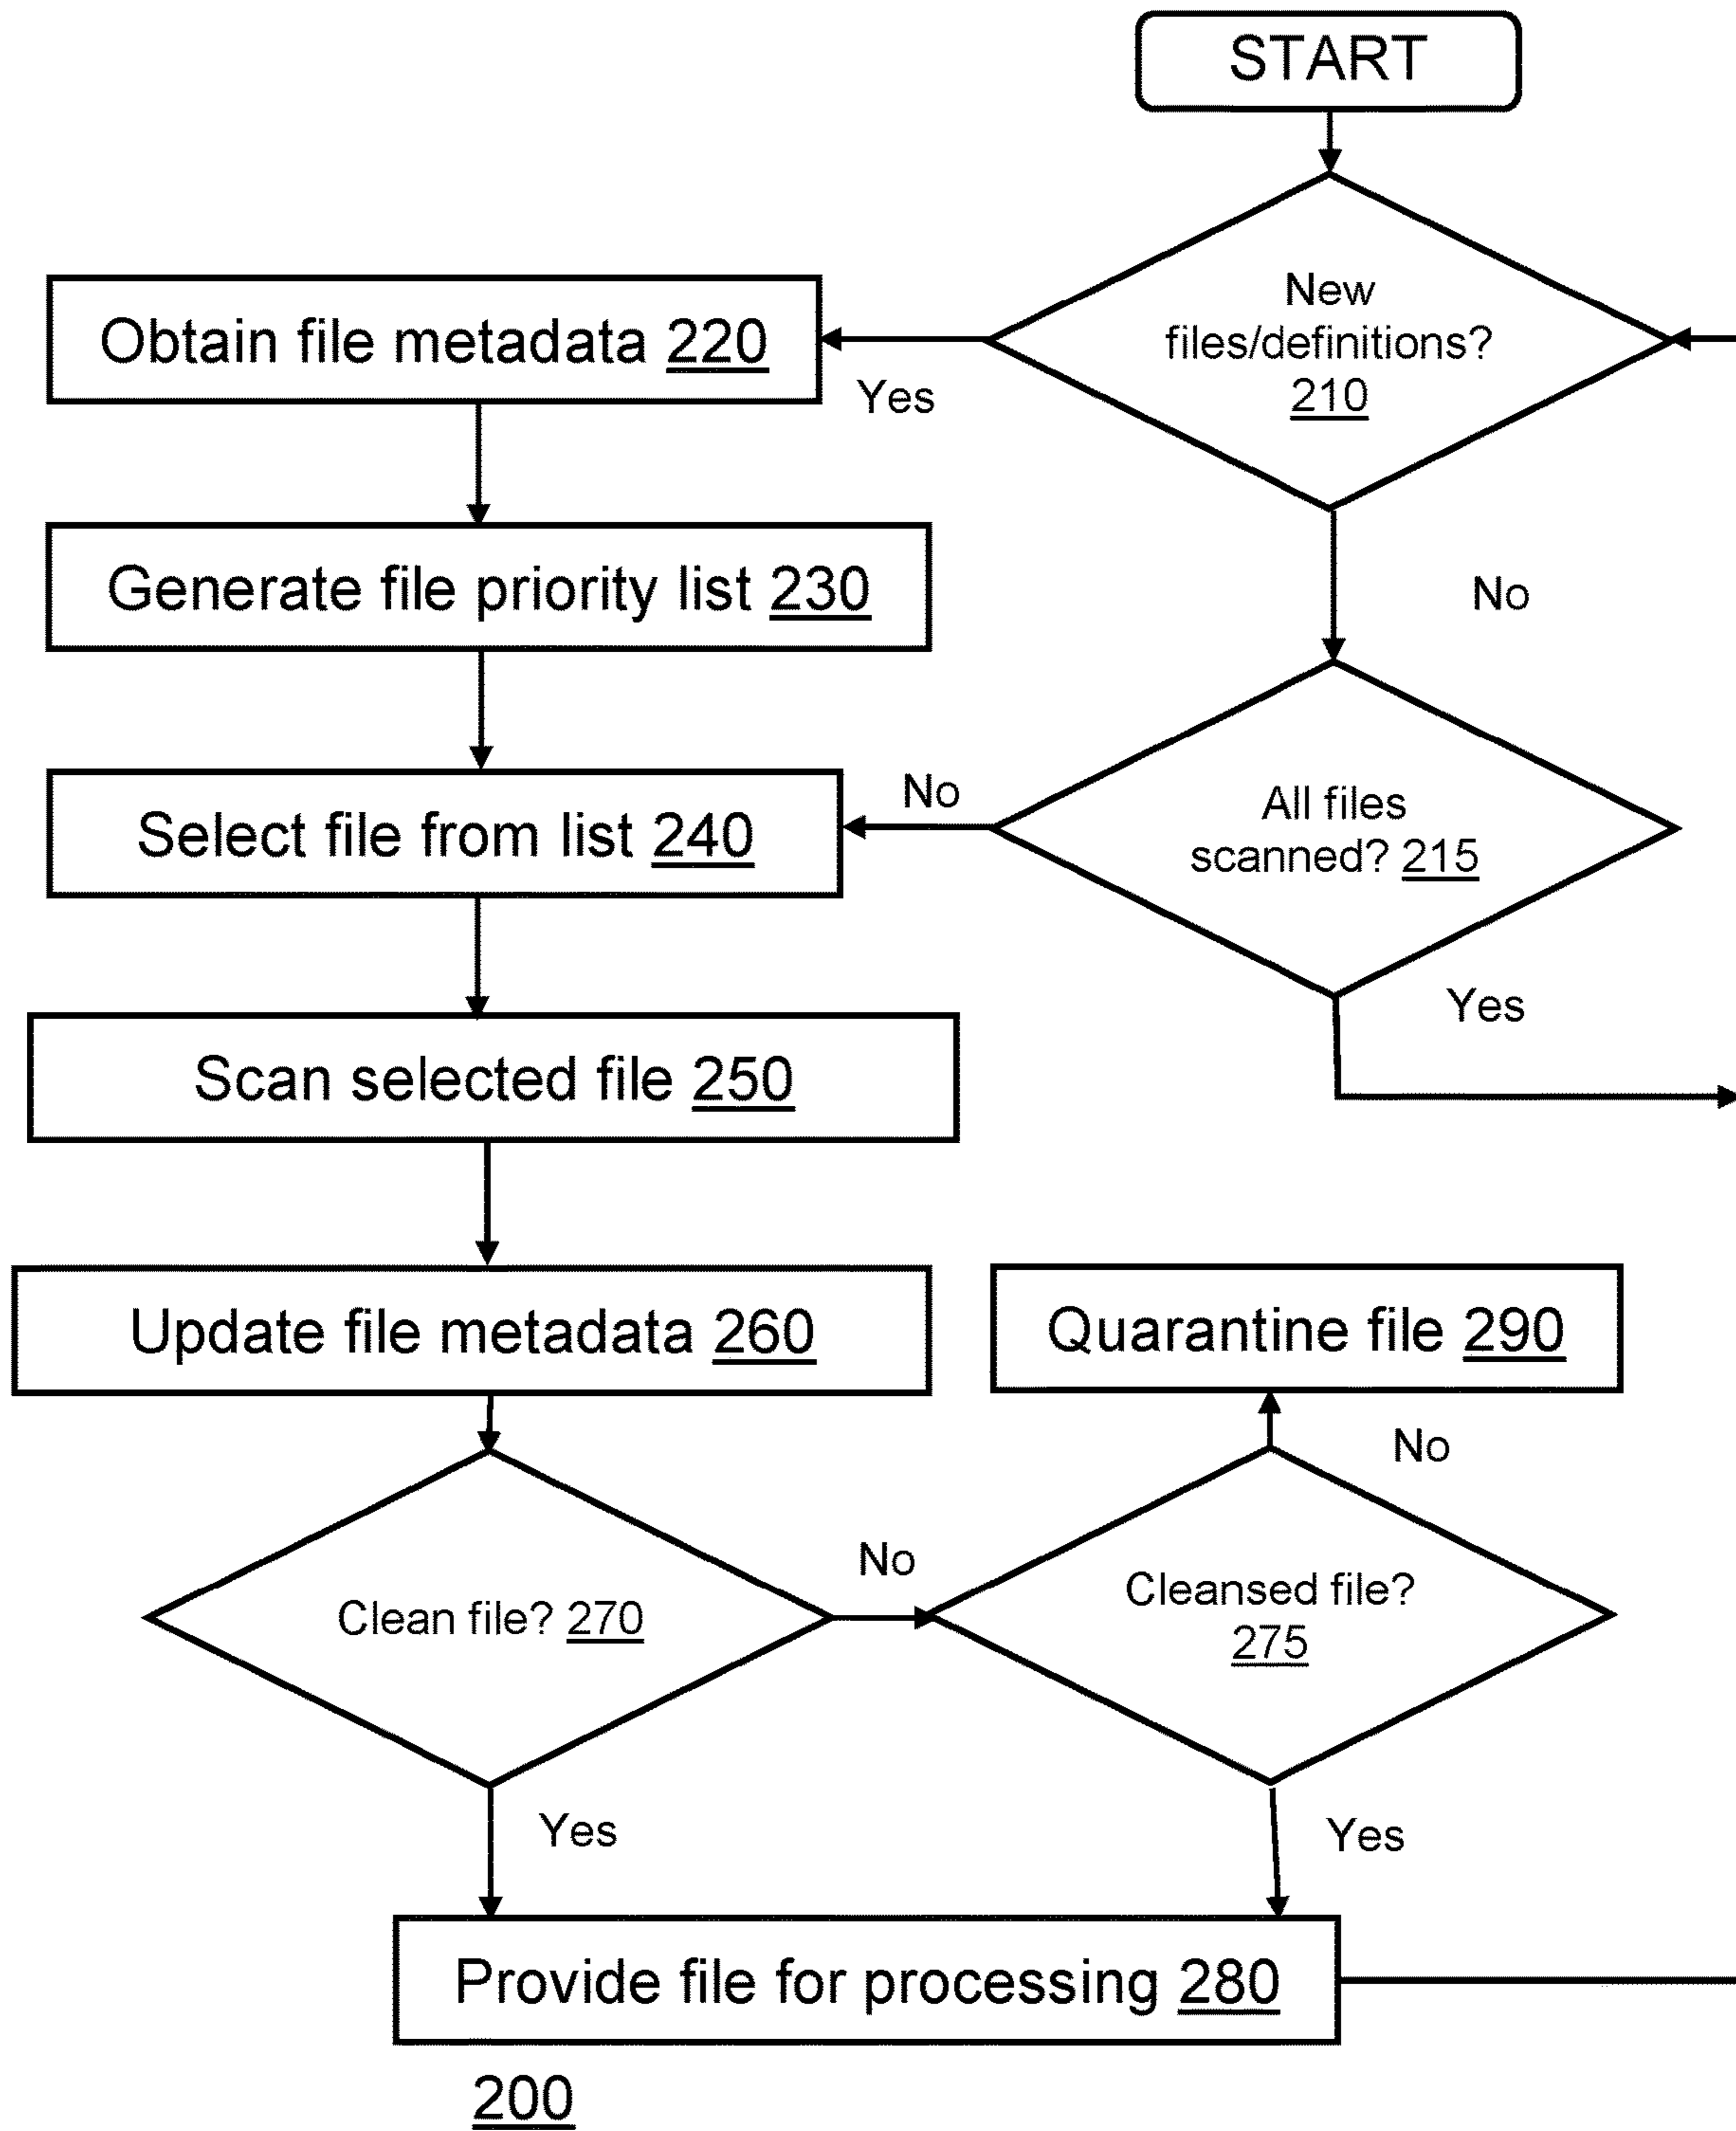 START
New
files/definitions?
210
Obtain file metadata 220
Yes
Generate file priority list 230
No
Select file from list 240
No
All files
scanned? 215
Yes
Scan selected file 250
Update file metadata 260
Quarantine file 290
No
Clean file? 270
No
Cleansed file?
275
Yes
Yes
Provide file for processing 280
200